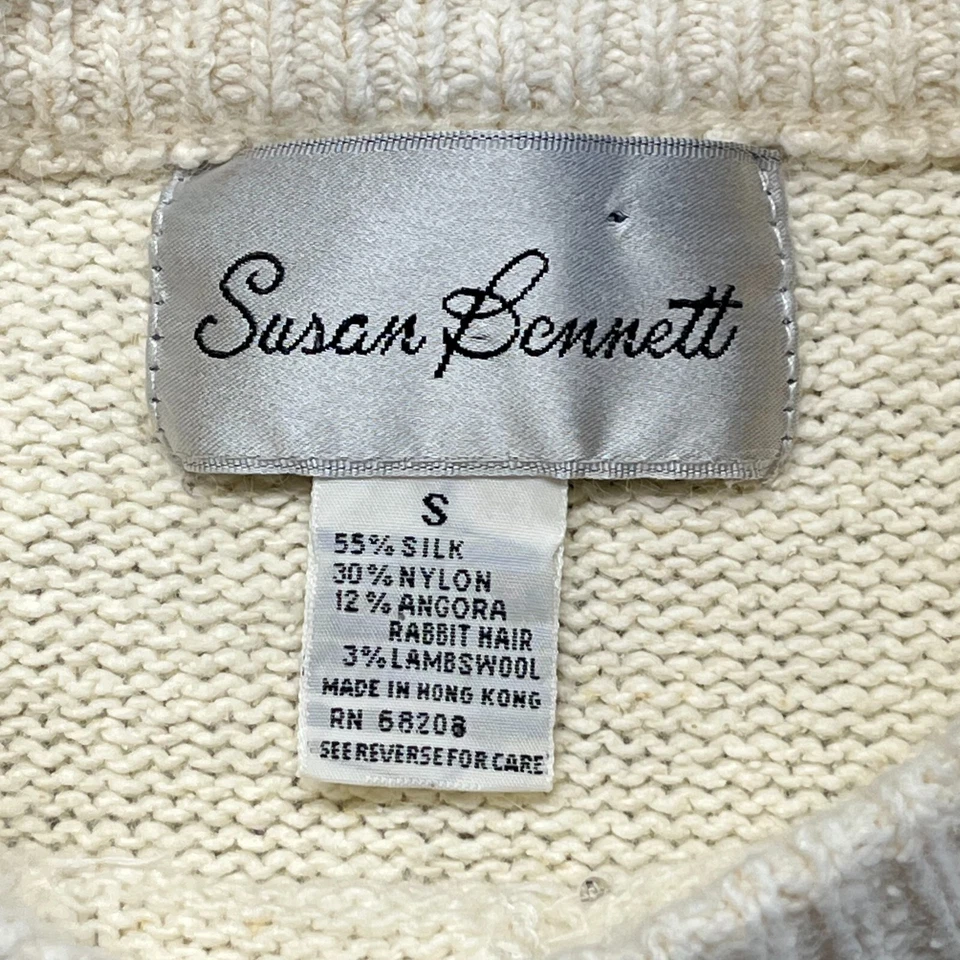 Susan Bennett
S
55% SILK
30% NYLON
12% ANGORA
RABBIT HAIR
3% LAMBSWOOL
MADE IN HONG KONG
RN 68208
SEE REVERSE FOR CARE